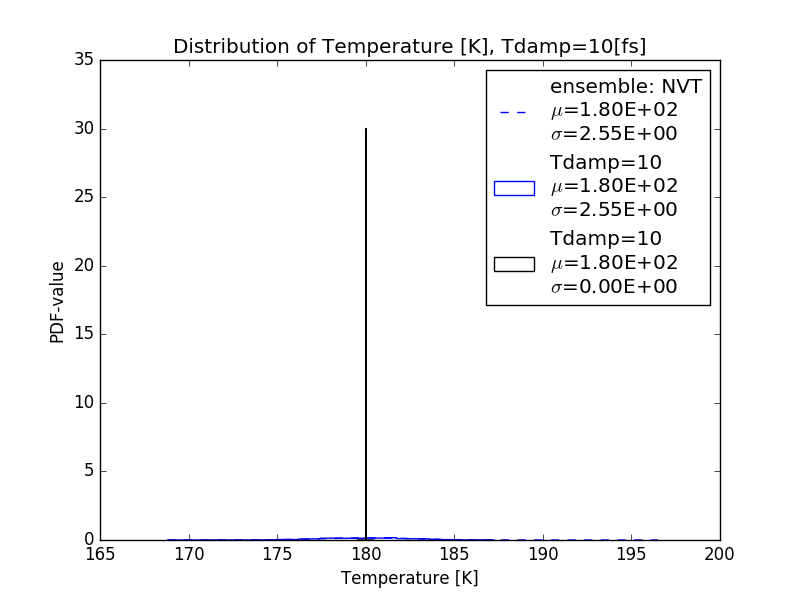 Distribution of Temperature [K], Tdamp=10[fs]
ensemble: NVT
μ=1.80E+02
σ=2.55E+00
Tdamp=10
μ=1.80E+02
σ=2.55E+00
Tdamp=10
μ=1.80E+02
σ=0.00E+00
PDF-value
35
30
25
20
15
10
5
0
165 170 175 180 185 190 195 200
Temperature [K]